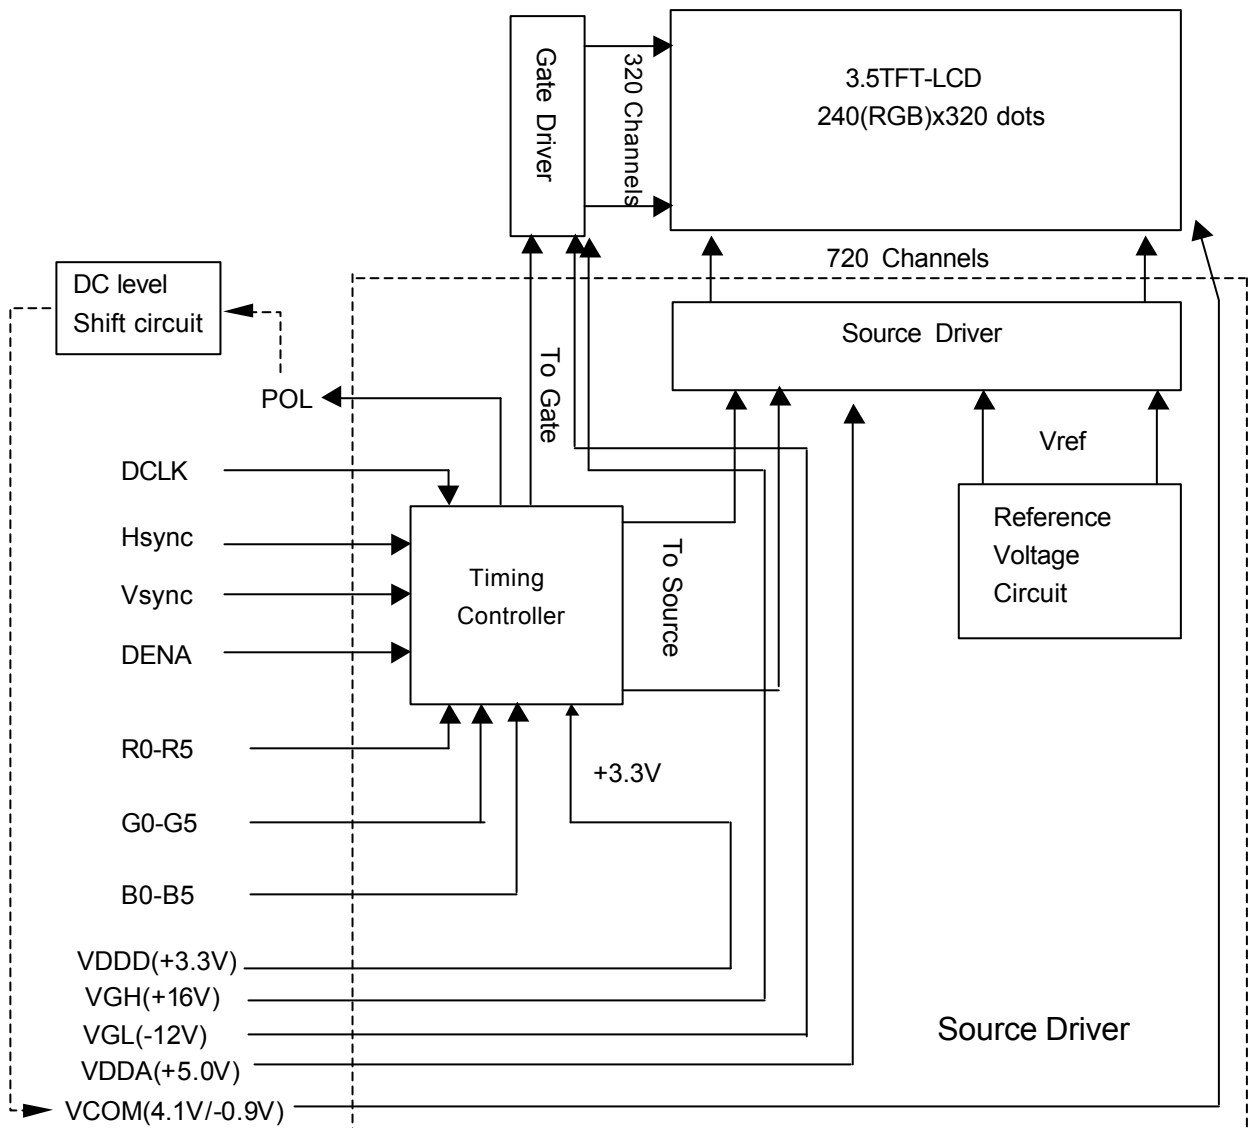 Gate Driver
320 Channels
3.5TFT-LCD
240(RGB)x320 dots
720 Channels
DC level
Shift circuit
Source Driver
To Gate
POL
Vref
DCLK
Reference
Voltage
Circuit
Hsync
Timing
Controller
To Source
Vsync
DENA
R0-R5
+3.3V
G0-G5
B0-B5
VDDD(+3.3V)
VGH(+16V)
VGL(-12V)
Source Driver
VDDA(+5.0V)
VCOM(4.1V/-0.9V)